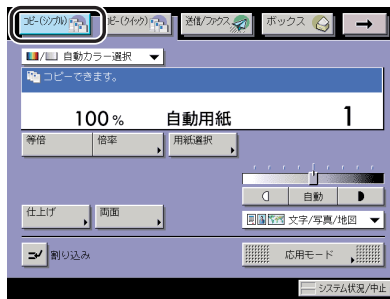 コピー(シンプル)
コピー(クイック)
送信/ファクス
ボックス
自動カラー選択
コピーできます。
100 %
自動用紙
1
等倍
倍率
用紙選択
自動
仕上げ
両面
文字/写真/地図
割り込み
応用モード
システム状況/中止